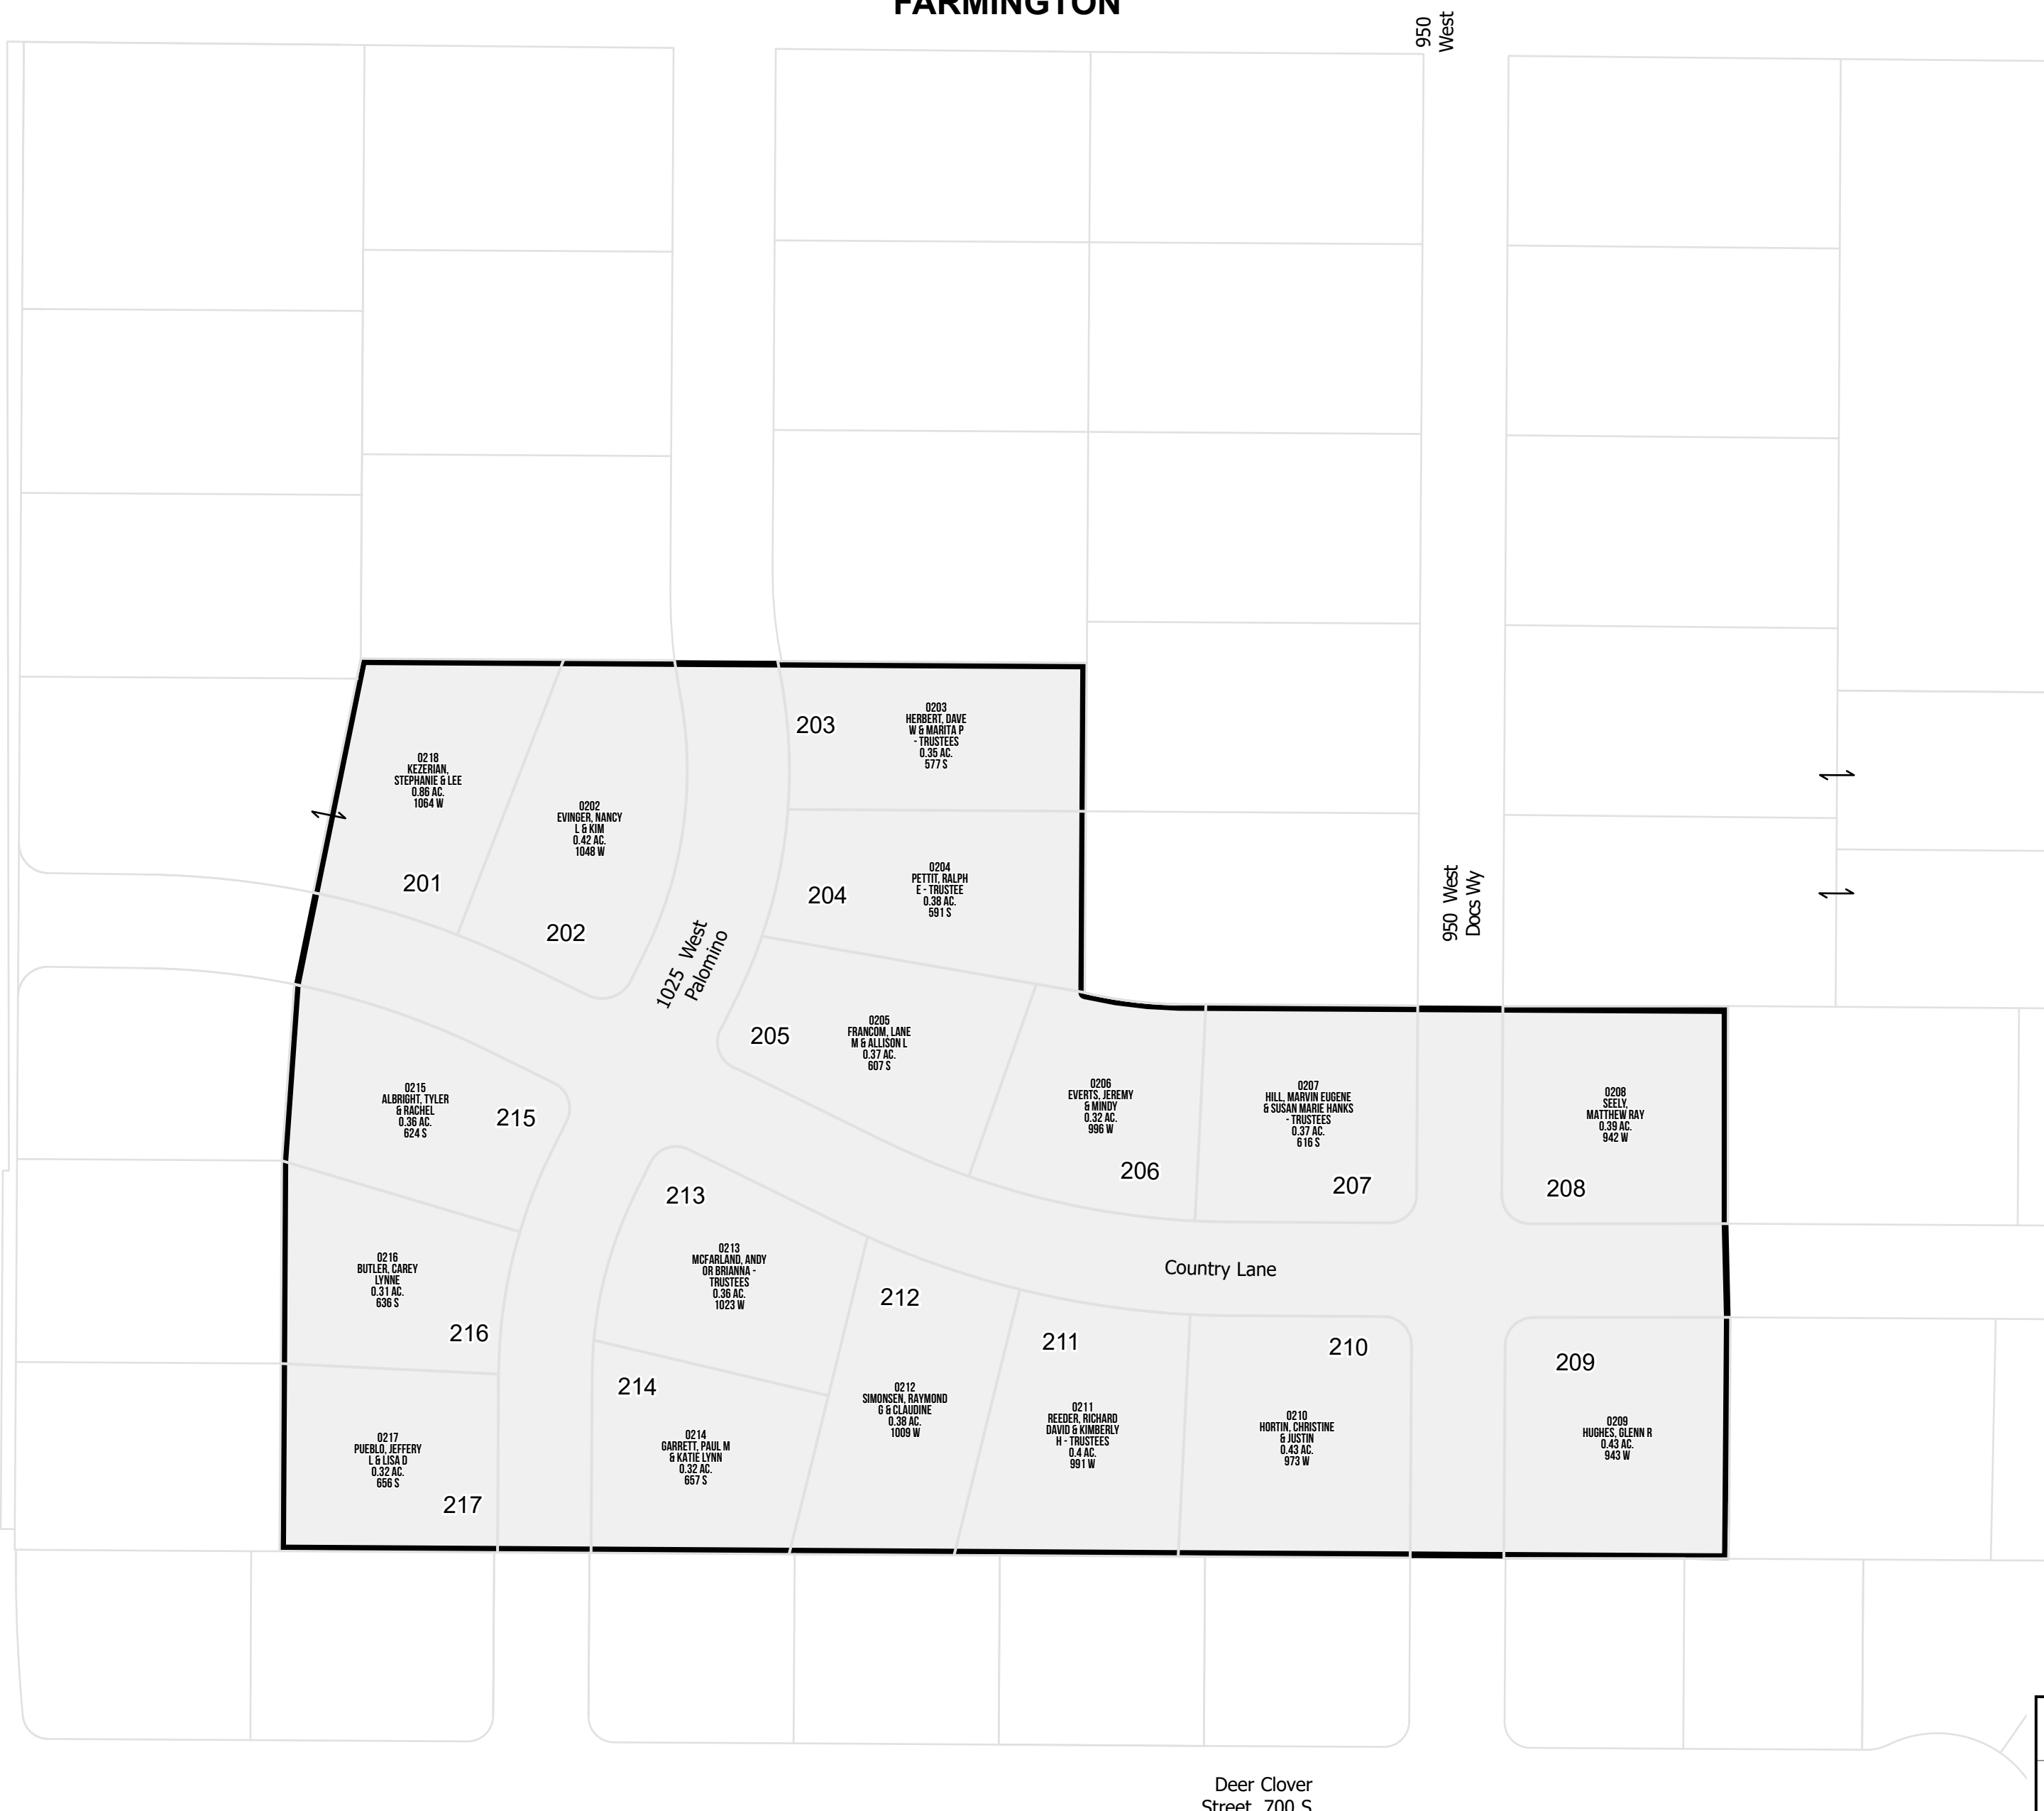 FARMINGTON
950
West
203
0203
HERBERT, DAVE
W & MARITA P
- TRUSTEES
0.35 AC.
577 S
0218
KEZERIAN,
STEPHANIE & LEE
0.86 AC.
1064 W
201
0202
EVINGER, NANCY
L & KIM
0.42 AC.
1048 W
202
204
0204
PETTIT, RALPH
E - TRUSTEE
0.38 AC.
591 S
950 West
Docs Wy
1025 West
Palomino
205
0205
FRANCOM, LANE
M & ALLISON L
0.37 AC.
607 S
0206
EVERTS, JEREMY
& MINDY
0.32 AC.
996 W
206
0207
HILL, MARVIN EUGENE
& SUSAN MARIE HANKS
- TRUSTEES
0.37 AC.
616 S
207
0208
SEELY,
MATTHEW RAY
0.39 AC.
942 W
208
0215
ALBRIGHT, TYLER
& RACHEL
0.36 AC.
624 S
215
213
0213
MCFARLAND, ANDY
OR BRIANNA -
TRUSTEES
0.36 AC.
1023 W
0216
BUTLER, CAREY
LYNNE
0.31 AC.
636 S
216
Country Lane
212
0212
SIMONSEN, RAYMOND
G & CLAUDINE
0.38 AC.
1009 W
211
0211
REEDER, RICHARD
DAVID & KIMBERLY
H - TRUSTEES
0.4 AC.
991 W
210
0210
HORTIN, CHRISTINE
& JUSTIN
0.43 AC.
973 W
209
0209
HUGHES, GLENN R
0.43 AC.
943 W
214
0214
GARRETT, PAUL M
& KATIE LYNN
0.32 AC.
657 S
0217
PUEBLO, JEFFERY
L & LISA D
0.32 AC.
656 S
217
Deer Clover
Street 700 S